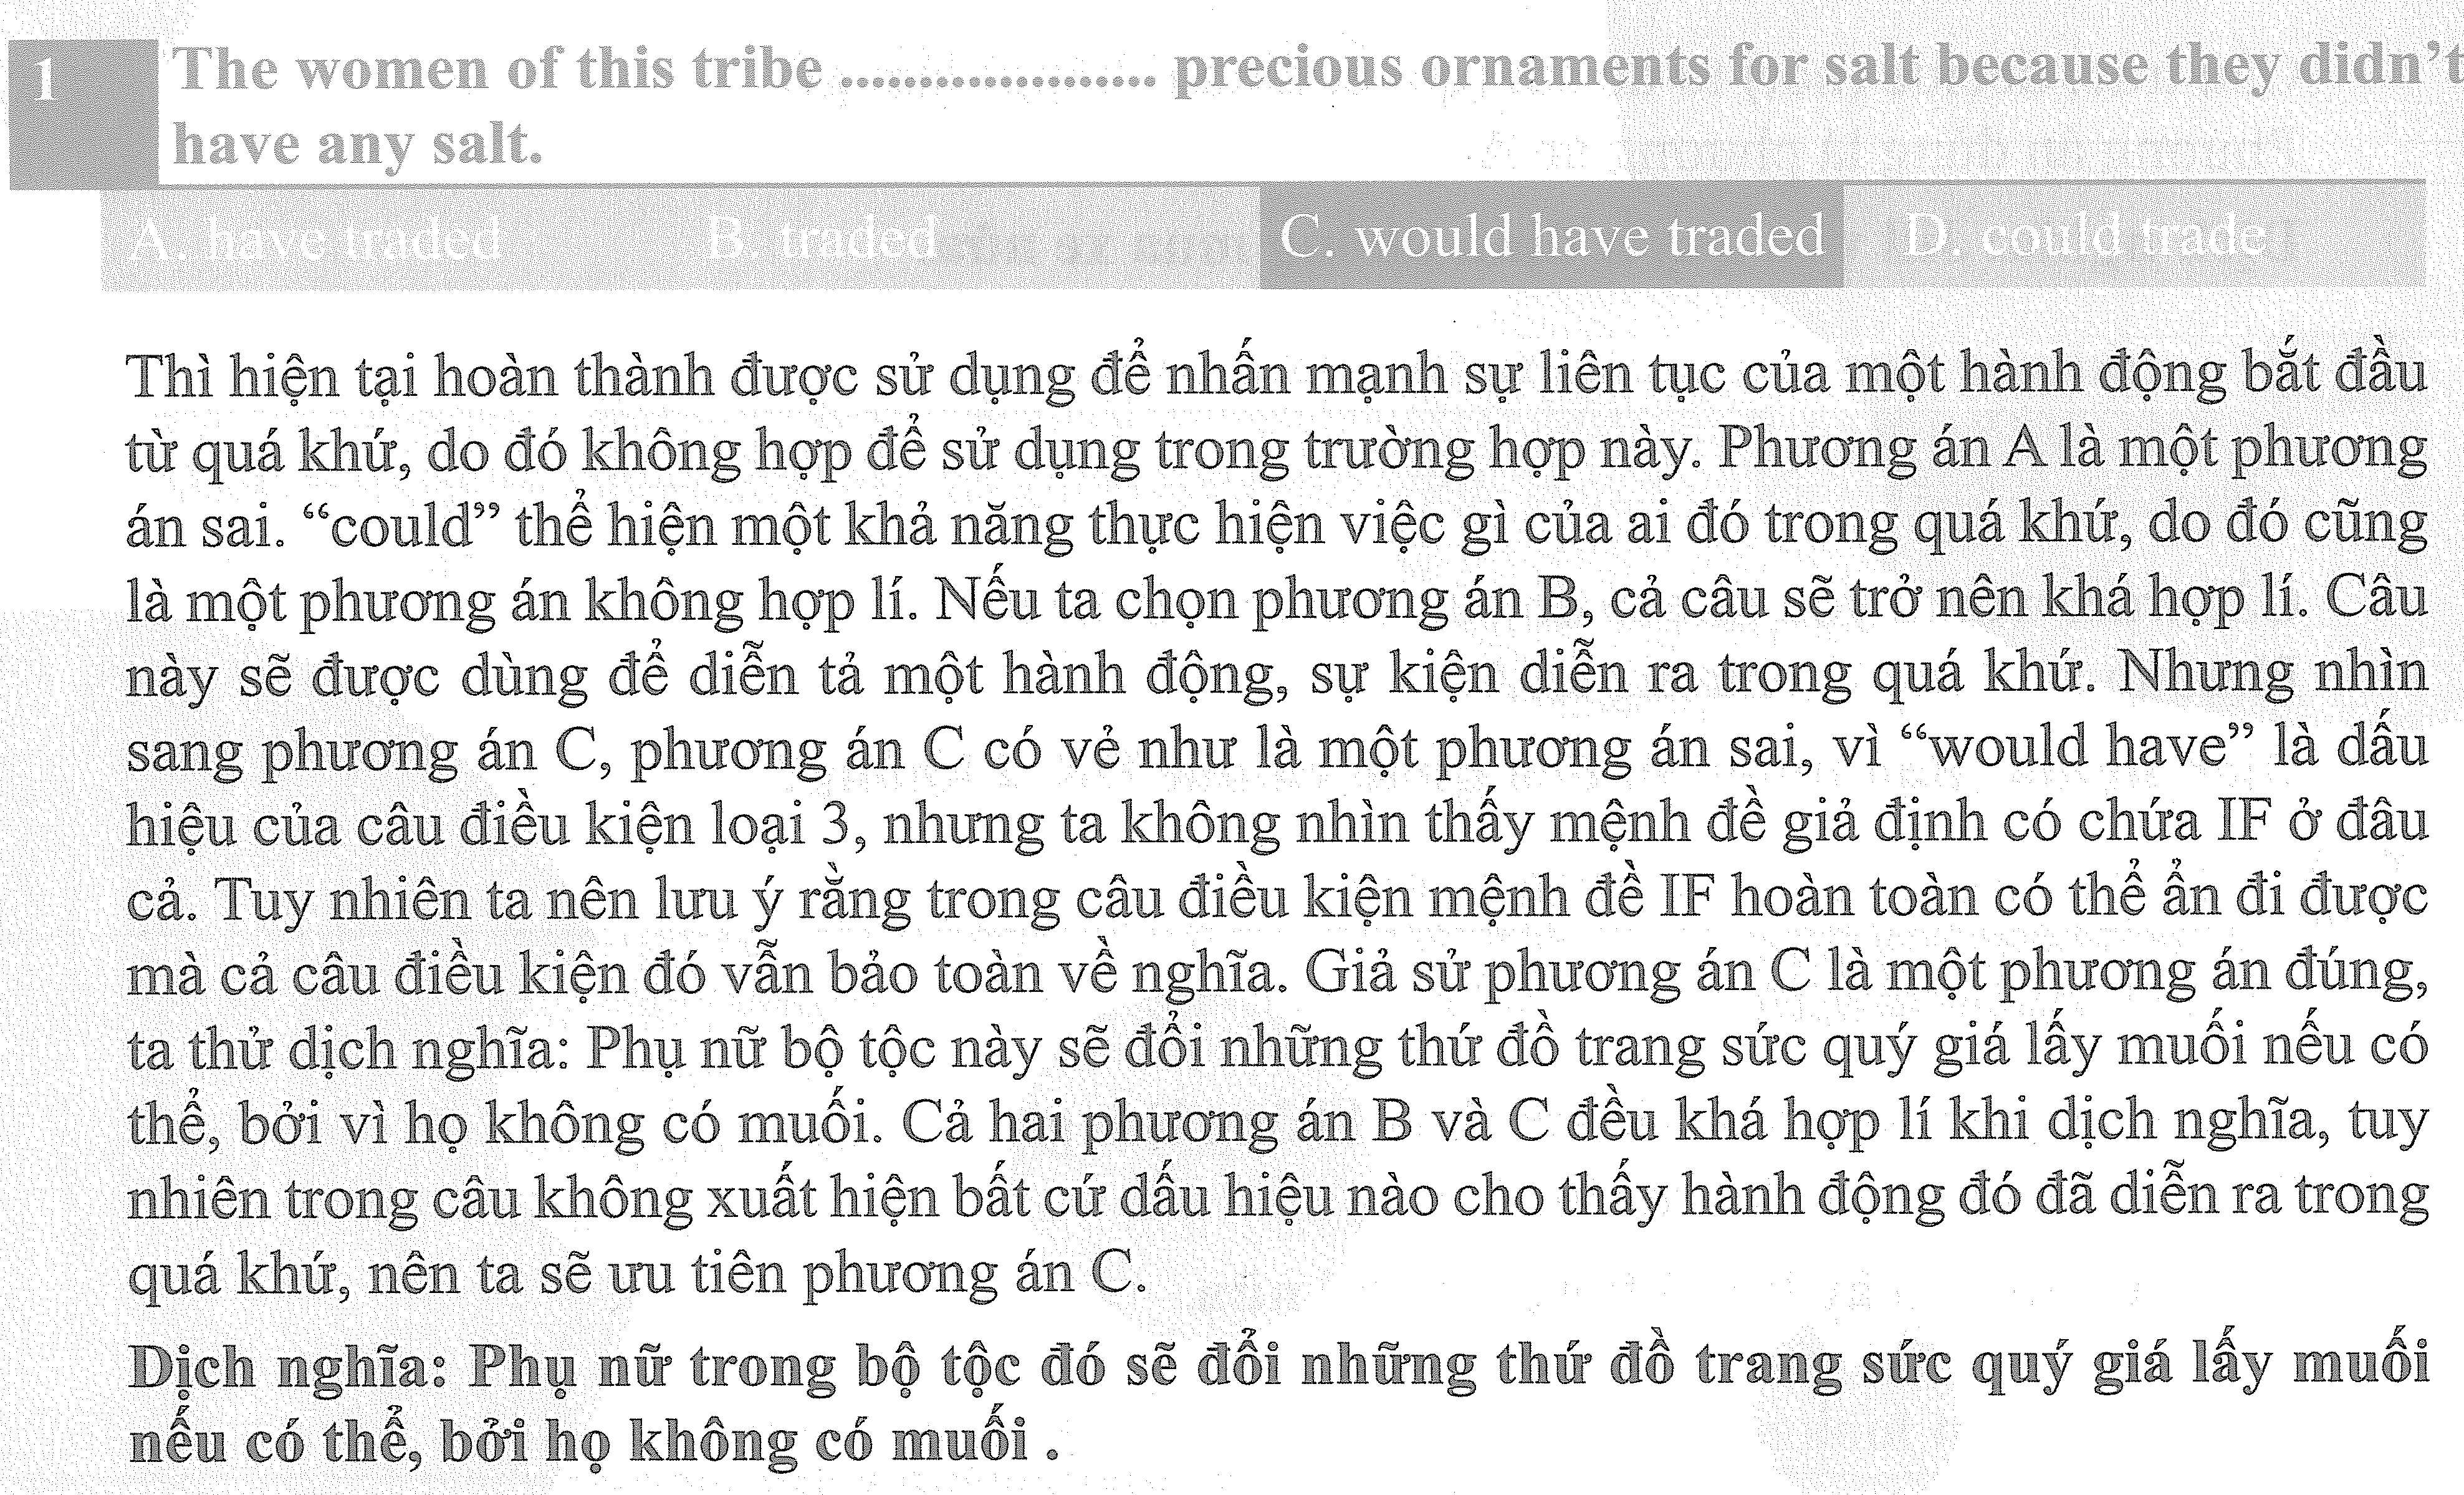 1 The women of this tribe ................... precious ornaments for salt because they didn't
have any salt.
A. have traded B. traded C. would have traded D. could trade
Thì hiện tại hoàn thành được sử dụng để nhấn mạnh sự liên tục của một hành động bắt đầu
từ quá khứ, do đó không hợp để sử dụng trong trường hợp này. Phương án A là một phương
án sai. “could” thể hiện một khả năng thực hiện việc gì của ai đó trong quá khứ, do đó cũng
là một phương án không hợp lí. Nếu ta chọn phương án B, cả câu sẽ trở nên khá hợp lí. Câu
này sẽ được dùng để diễn tả một hành động, sự kiện diễn ra trong quá khứ. Nhưng nhìn
sang phương án C, phương án C có vẻ như là một phương án sai, vì “would have” là dấu
hiệu của câu điều kiện loại 3, nhưng ta không nhìn thấy mệnh đề giả định có chứa IF ở đâu
cả. Tuy nhiên ta nên lưu ý rằng trong câu điều kiện mệnh đề IF hoàn toàn có thể ẩn đi được
mà cả câu điều kiện đó vẫn bảo toàn về nghĩa. Giả sử phương án C là một phương án đúng,
ta thử dịch nghĩa: Phụ nữ bộ tộc này sẽ đổi những thứ đồ trang sức quý giá lấy muối nếu có
thể, bởi vì họ không có muối. Cả hai phương án B và C đều khá hợp lí khi dịch nghĩa, tuy
nhiên trong câu không xuất hiện bất cứ dấu hiệu nào cho thấy hành động đó đã diễn ra trong
quá khứ, nên ta sẽ ưu tiên phương án C.
Dịch nghĩa: Phụ nữ trong bộ tộc đó sẽ đổi những thứ đồ trang sức quý giá lấy muối
nếu có thể, bởi họ không có muối .